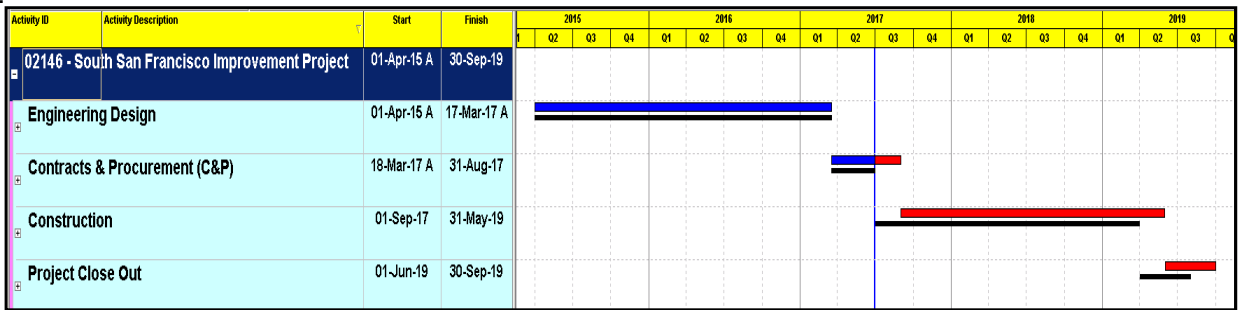 Activity ID Activity Description Start Finish 2015 2016 2017 2018 2019
Q2 Q3 Q4 Q1 Q2 Q3 Q4 Q1 Q2 Q3 Q4 Q1 Q2 Q3 Q4 Q1 Q2 Q3
02146 - South San Francisco Improvement Project 01-Apr-15 A 30-Sep-19
Engineering Design 01-Apr-15 A 17-Mar-17 A
Contracts & Procurement (C&P) 18-Mar-17 A 31-Aug-17
Construction 01-Sep-17 31-May-19
Project Close Out 01-Jun-19 30-Sep-19